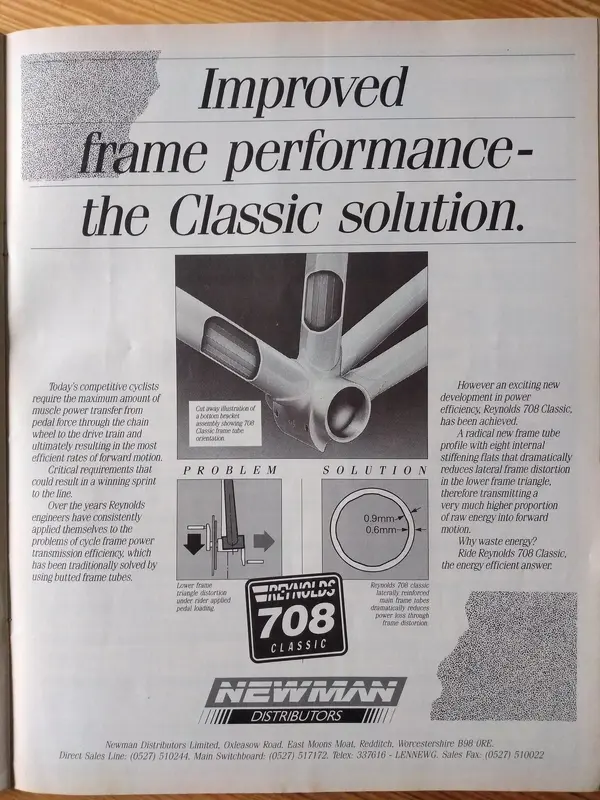 Improved
frame performance-
the Classic solution.
Cut away illustration of
a bottom bracket
assembly showing 708
Classic frame tube
orientation.
Today's competitive cyclists
require the maximum amount of
muscle power transfer from
pedal force through the chain
wheel to the drive train and
ultimately resulting in the most
efficient rates of forward motion.
Critical requirements that
could result in a winning sprint
to the line.
Over the years Reynolds
engineers have consistently
applied themselves to the
problems of cycle frame power
transmission efficiency, which
has been traditionally solved by
using butted frame tubes.
PROBLEM
Lower frame
triangle distortion
under rider applied
pedal loading.
SOLUTION
0.9mm
0.6mm
Reynolds 708 classic
laterally reinforced
main frame tubes
dramatically reduces
power loss through
frame distortion.
However an exciting new
development in power
efficiency, Reynolds 708 Classic,
has been achieved.
A radical new frame tube
profile with eight internal
stiffening flats that dramatically
reduces lateral frame distortion
in the lower frame triangle,
therefore transmitting a
very much higher proportion
of raw energy into forward
motion.
Why waste energy?
Ride Reynolds 708 Classic,
the energy efficient answer.
REYNOLDS
708
CLASSIC
NEWMAN
DISTRIBUTORS
Newman Distributors Limited, Oxleasow Road, East Moons Moat, Redditch, Worcestershire B98 0RE.
Direct Sales Line: (0527) 510244. Main Switchboard: (0527) 517172. Telex: 337616 - LENNEWG. Sales Fax: (0527) 510022